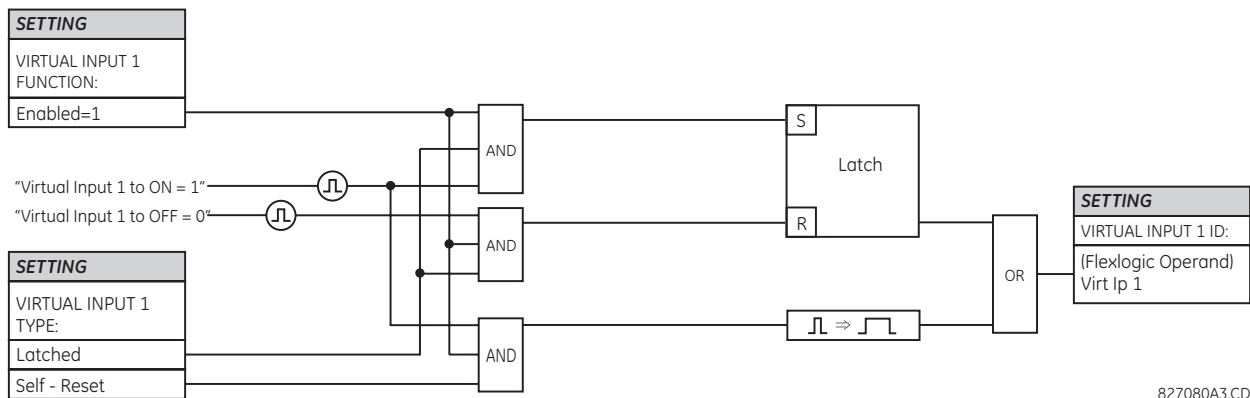 SETTING
VIRTUAL INPUT 1
FUNCTION:
Enabled=1
"Virtual Input 1 to ON = 1"
"Virtual Input 1 to OFF = 0"
SETTING
VIRTUAL INPUT 1
TYPE:
Latched
Self - Reset
AND
AND
AND
S
Latch
R
OR
SETTING
VIRTUAL INPUT 1 ID:
(Flexlogic Operand)
Virt Ip 1
827080A3.CD